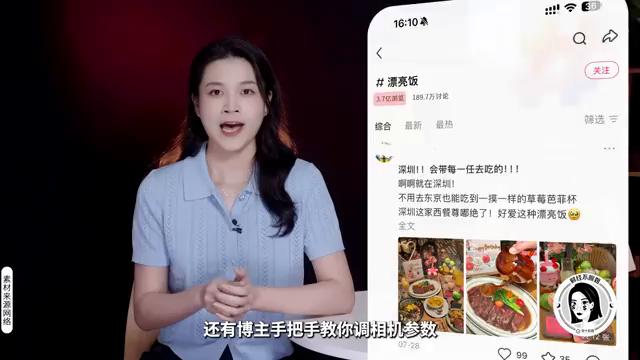 16:10
36
关注
# 漂亮饭
3.7亿浏览 189.7万讨论
综合 最新 最热 筛选
深圳!! 会带每一任去吃的!!!
啊啊就在深圳!
不用去东京也能吃到一摸一样的草莓芭菲杯
深圳这家西餐尊嘟绝了! 好爱这种漂亮饭
全文
07-28
99
35
素材来源网络
还有博主手把手教你调相机参数